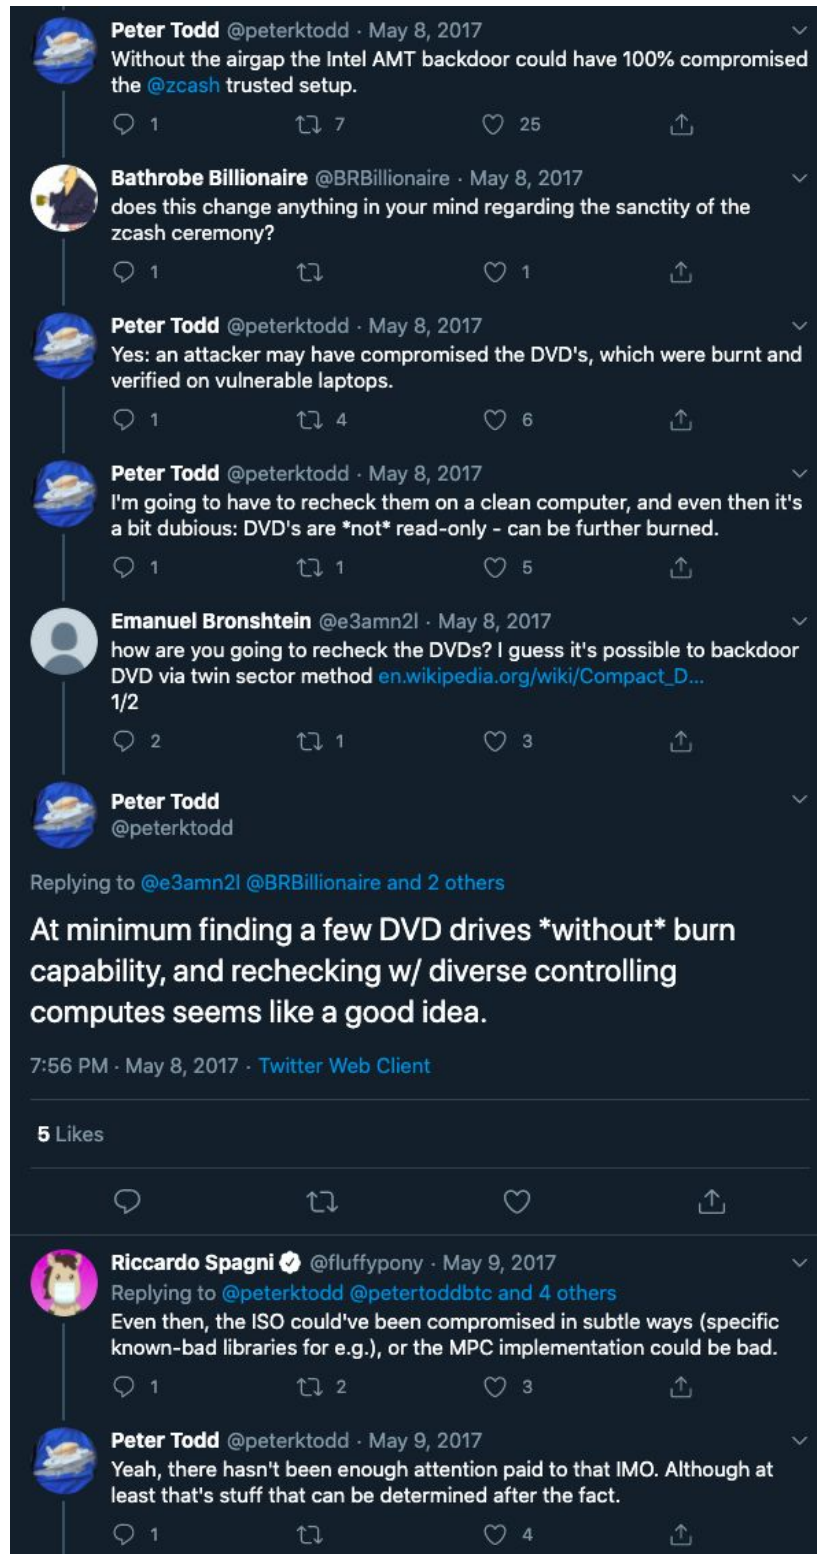 Peter Todd @peterktodd · May 8, 2017
Without the airgap the Intel AMT backdoor could have 100% compromised
the @zcash trusted setup.
1 7 25
Bathrobe Billionaire @BRBillionaire · May 8, 2017
does this change anything in your mind regarding the sanctity of the
zcash ceremony?
1 1
Peter Todd @peterktodd · May 8, 2017
Yes: an attacker may have compromised the DVD's, which were burnt and
verified on vulnerable laptops.
1 4 6
Peter Todd @peterktodd · May 8, 2017
I'm going to have to recheck them on a clean computer, and even then it's
a bit dubious: DVD's are *not* read-only - can be further burned.
1 1 5
Emanuel Bronshtein @e3amn2l · May 8, 2017
how are you going to recheck the DVDs? I guess it's possible to backdoor
DVD via twin sector method en.wikipedia.org/wiki/Compact_D...
1/2
2 1 3
Peter Todd
@peterktodd
Replying to @e3amn2l @BRBillionaire and 2 others
At minimum finding a few DVD drives *without* burn
capability, and rechecking w/ diverse controlling
computes seems like a good idea.
7:56 PM · May 8, 2017 · Twitter Web Client
5 Likes
Riccardo Spagni @fluffypony · May 9, 2017
Replying to @peterktodd @petertoddbtc and 4 others
Even then, the ISO could've been compromised in subtle ways (specific
known-bad libraries for e.g.), or the MPC implementation could be bad.
1 2 3
Peter Todd @peterktodd · May 9, 2017
Yeah, there hasn't been enough attention paid to that IMO. Although at
least that's stuff that can be determined after the fact.
1 4